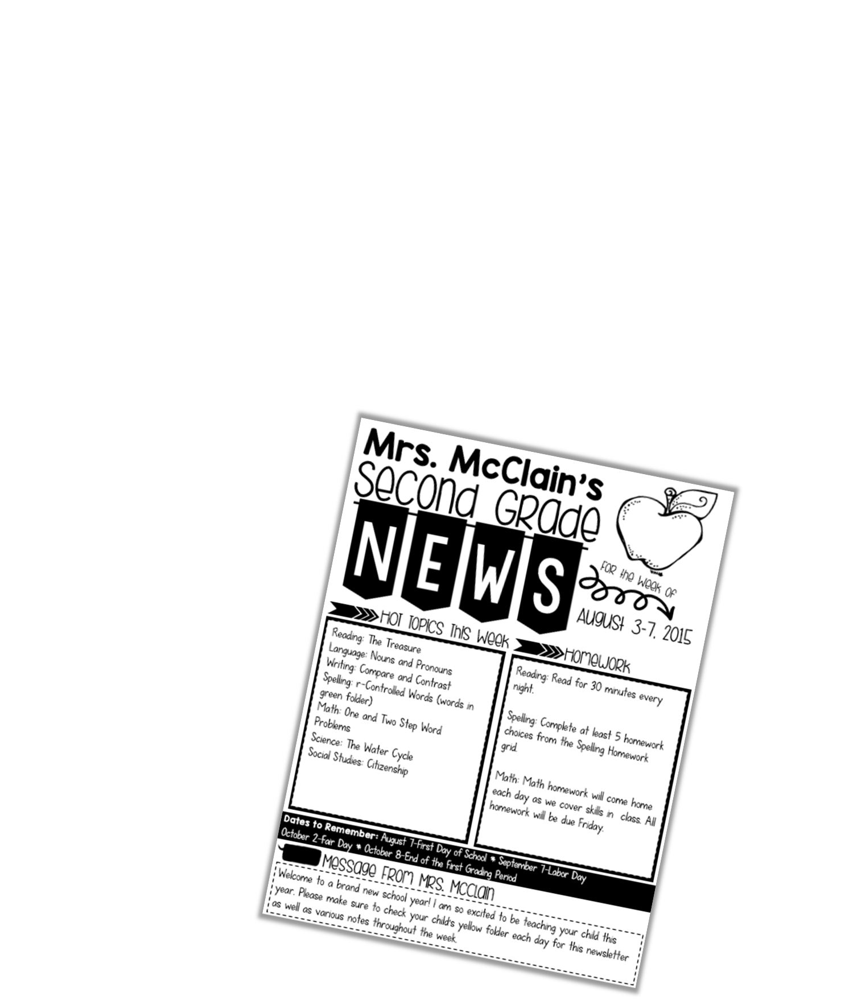 Mrs. McClain's
Second Grade
NEWS
For the Week of
August 3-7, 2015
Hot Topics This Week
Reading: The Treasure
Language: Nouns and Pronouns
Writing: Compare and Contrast
Spelling: r-Controlled Words (words in
green folder)
Math: One and Two Step Word
Problems
Science: The Water Cycle
Social Studies: Citizenship
Homework
Reading: Read for 30 minutes every
night.
Spelling: Complete at least 5 homework
choices from the Spelling Homework
grid.
Math: Math homework will come home
each day as we cover skills in class. All
homework will be due Friday.
Dates to Remember: August 7-First Day of School * September 7-Labor Day
October 2-Fair Day * October 8-End of the First Grading Period
Message From Mrs. McClain
Welcome to a brand new school year! I am so excited to be teaching your child this
year. Please make sure to check your child's yellow folder each day for this newsletter
as well as various notes throughout the week.